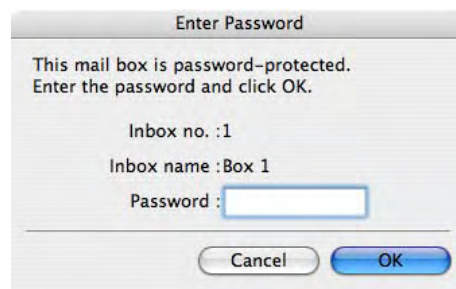 Enter Password
This mail box is password-protected.
Enter the password and click OK.
Inbox no. :1
Inbox name :Box 1
Password :
Cancel OK